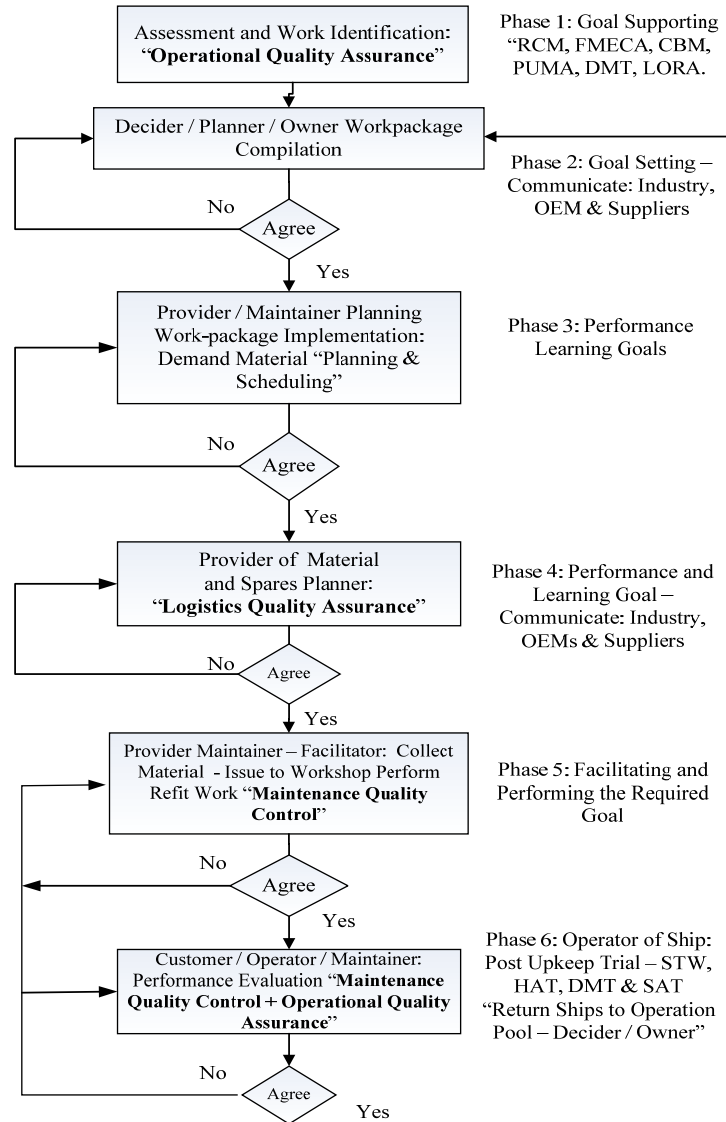 Assessment and Work Identification:
“Operational Quality Assurance”
Phase 1: Goal Supporting
“RCM, FMECA, CBM,
PUMA, DMT, LORA.
Decider / Planner / Owner Workpackage
Compilation
Phase 2: Goal Setting –
Communicate: Industry,
OEM & Suppliers
No
Agree
Yes
Provider / Maintainer Planning
Work-package Implementation:
Demand Material “Planning &
Scheduling”
Phase 3: Performance
Learning Goals
No
Agree
Yes
Provider of Material
and Spares Planner:
“Logistics Quality Assurance”
Phase 4: Performance and
Learning Goal –
Communicate: Industry,
OEMs & Suppliers
No
Agree
Yes
Provider Maintainer – Facilitator: Collect
Material - Issue to Workshop Perform
Refit Work “Maintenance Quality
Control”
Phase 5: Facilitating and
Performing the Required
Goal
No
Agree
Yes
Customer / Operator / Maintainer:
Performance Evaluation “Maintenance
Quality Control + Operational Quality
Assurance”
Phase 6: Operator of Ship:
Post Upkeep Trial – STW,
HAT, DMT & SAT
“Return Ships to Operation
Pool – Decider / Owner”
No
Agree
Yes